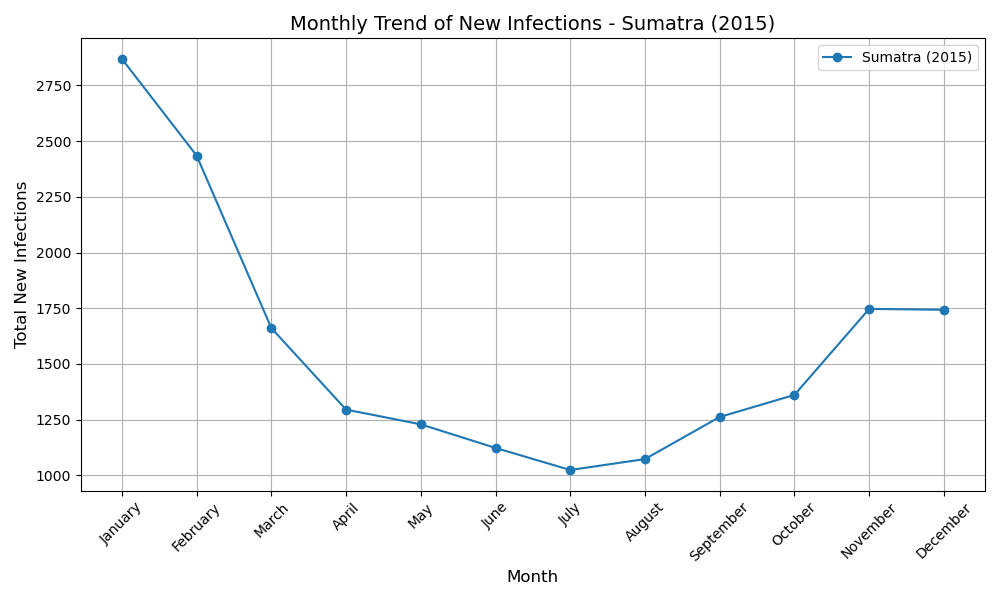 Monthly Trend of New Infections - Sumatra (2015)
Sumatra (2015)
Total New Infections
2750
2500
2250
2000
1750
1500
1250
1000
January
February
March
April
May
June
July
August
September
October
November
December
Month